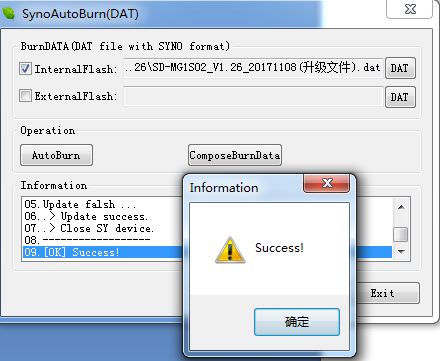 SynoAutoBurn(DAT)
BurnDATA(DAT file with SYNO format)
InternalFlash: ..26\SD-MG1S02_V1.26_20171108(升级文件).dat DAT
ExternalFlash: DAT
Operation
AutoBurn ComposeBurnData
Information
05.Update falsh ...
06..> Update success.
07..> Close SY device.
08.------------------
09.[OK] Success!
Exit
Information
Success!
确定